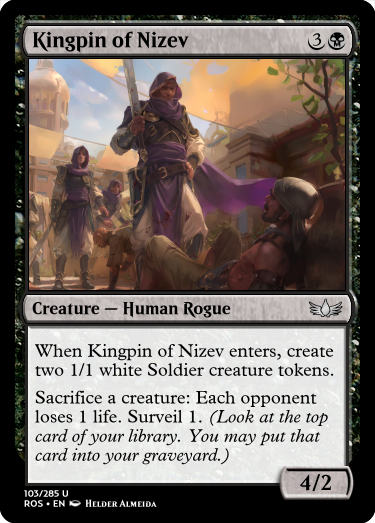 Kingpin of Nizev 3
Creature — Human Rogue
When Kingpin of Nizev enters, create
two 1/1 white Soldier creature tokens.
Sacrifice a creature: Each opponent
loses 1 life. Surveil 1. (Look at the top
card of your library. You may put that
card into your graveyard.)
4/2
103/285 U
ROS • EN Helder Almeida